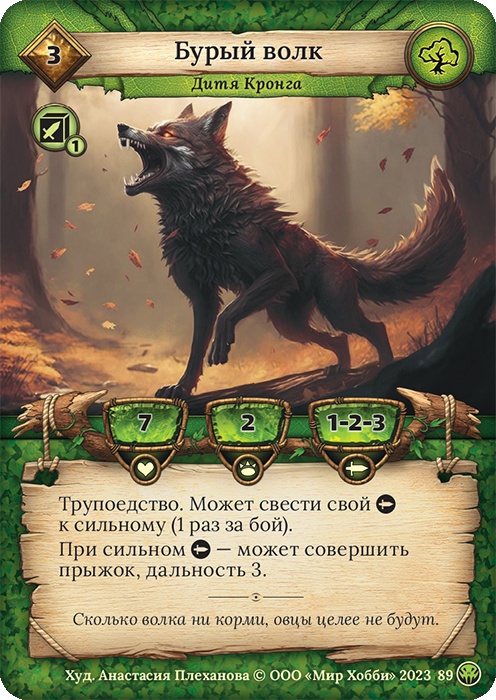 3
Бурый волк
Дитя Кронга
1
7
2
1-2-3
Трупоедство. Может свести свой
к сильному (1 раз за бой).
При сильном — может совершить
прыжок, дальность 3.
Сколько волка ни корми, овцы целее не будут.
Худ. Анастасия Плеханова © ООО «Мир Хобби» 2023 89